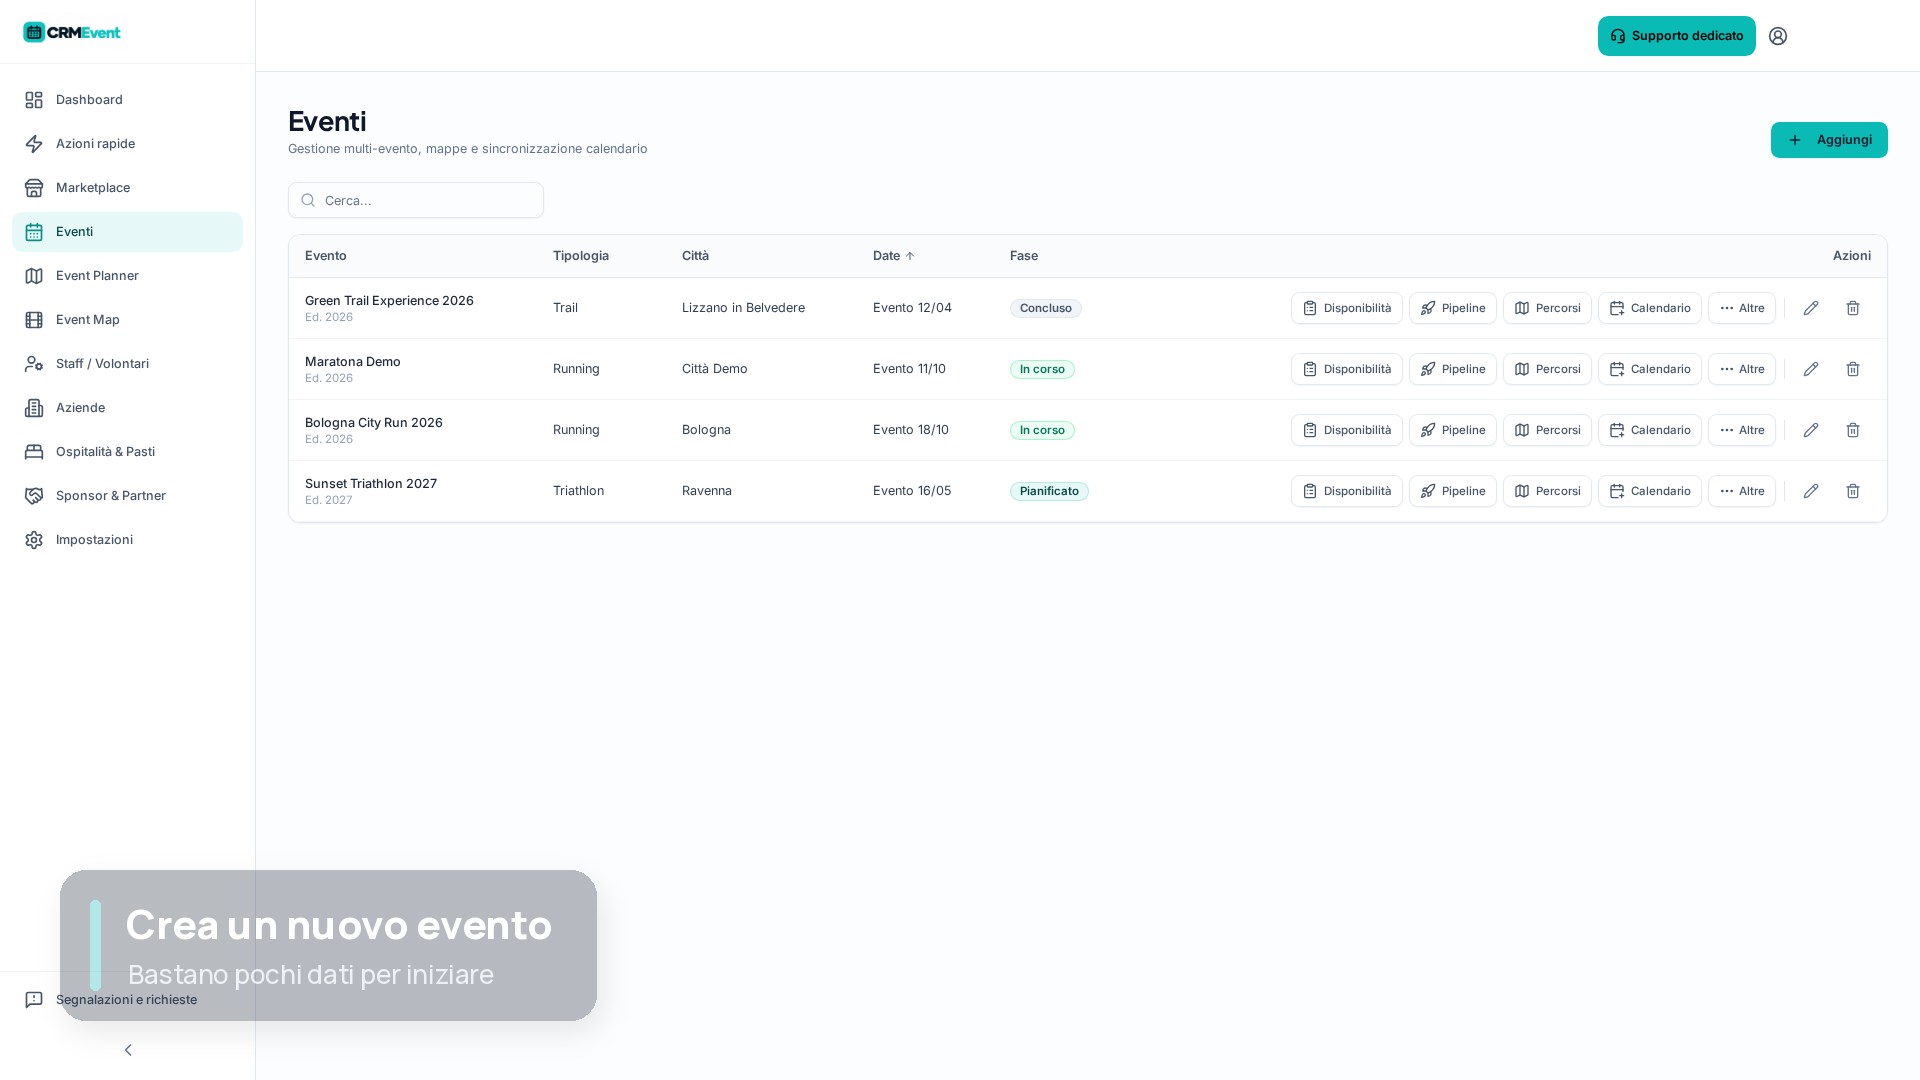 CRMEvent
Supporto dedicato
Dashboard
Azioni rapide
Marketplace
Eventi
Event Planner
Event Map
Staff / Volontari
Aziende
Ospitalità & Pasti
Sponsor & Partner
Impostazioni
Eventi
Gestione multi-evento, mappe e sincronizzazione calendario
Aggiungi
Cerca...
Evento Tipologia Città Date Fase Azioni
Green Trail Experience 2026 Trail Lizzano in Belvedere Evento 12/04 Concluso Disponibilità Pipeline Percorsi Calendario Altre
Ed. 2026
Maratona Demo Running Città Demo Evento 11/10 In corso Disponibilità Pipeline Percorsi Calendario Altre
Ed. 2026
Bologna City Run 2026 Running Bologna Evento 18/10 In corso Disponibilità Pipeline Percorsi Calendario Altre
Ed. 2026
Sunset Triathlon 2027 Triathlon Ravenna Evento 16/05 Pianificato Disponibilità Pipeline Percorsi Calendario Altre
Ed. 2027
Crea un nuovo evento
Bastano pochi dati per iniziare
Segnalazioni e richieste